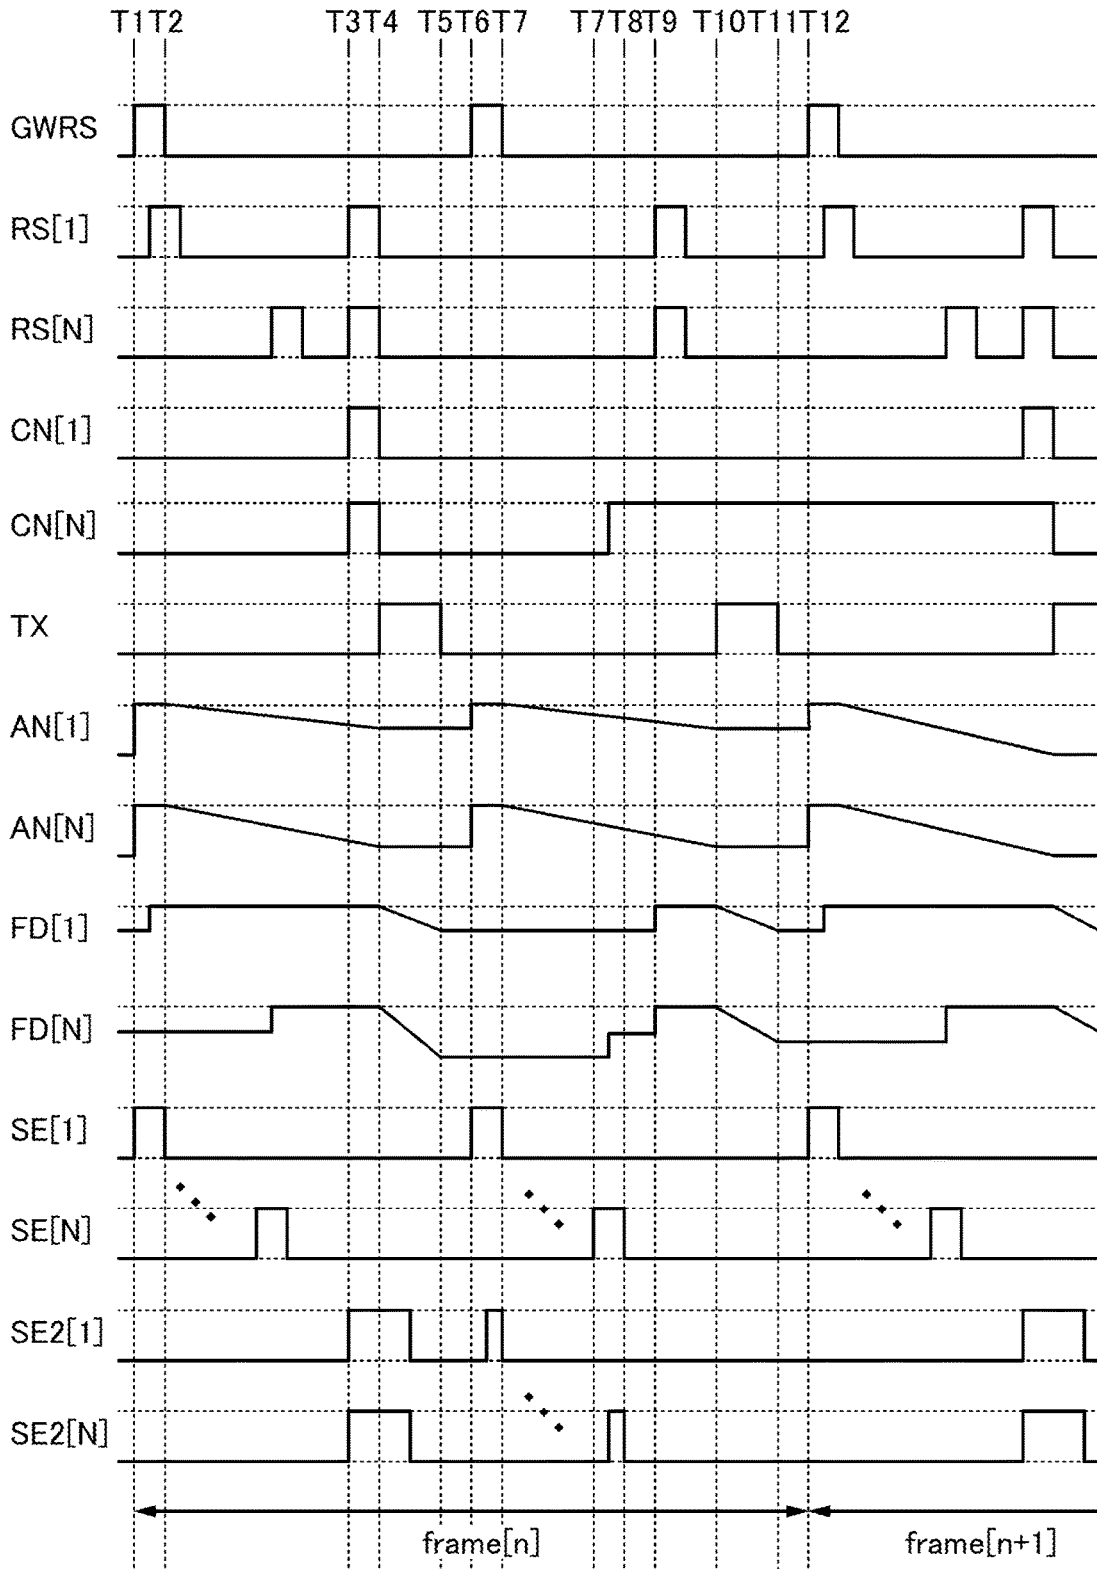 T1T2 T3T4 T5T6T7 T7T8T9 T10T11T12
GWRS
RS[1]
RS[N]
CN[1]
CN[N]
TX
AN[1]
AN[N]
FD[1]
FD[N]
SE[1]
SE[N]
SE2[1]
SE2[N]
frame[n] frame[n+1]